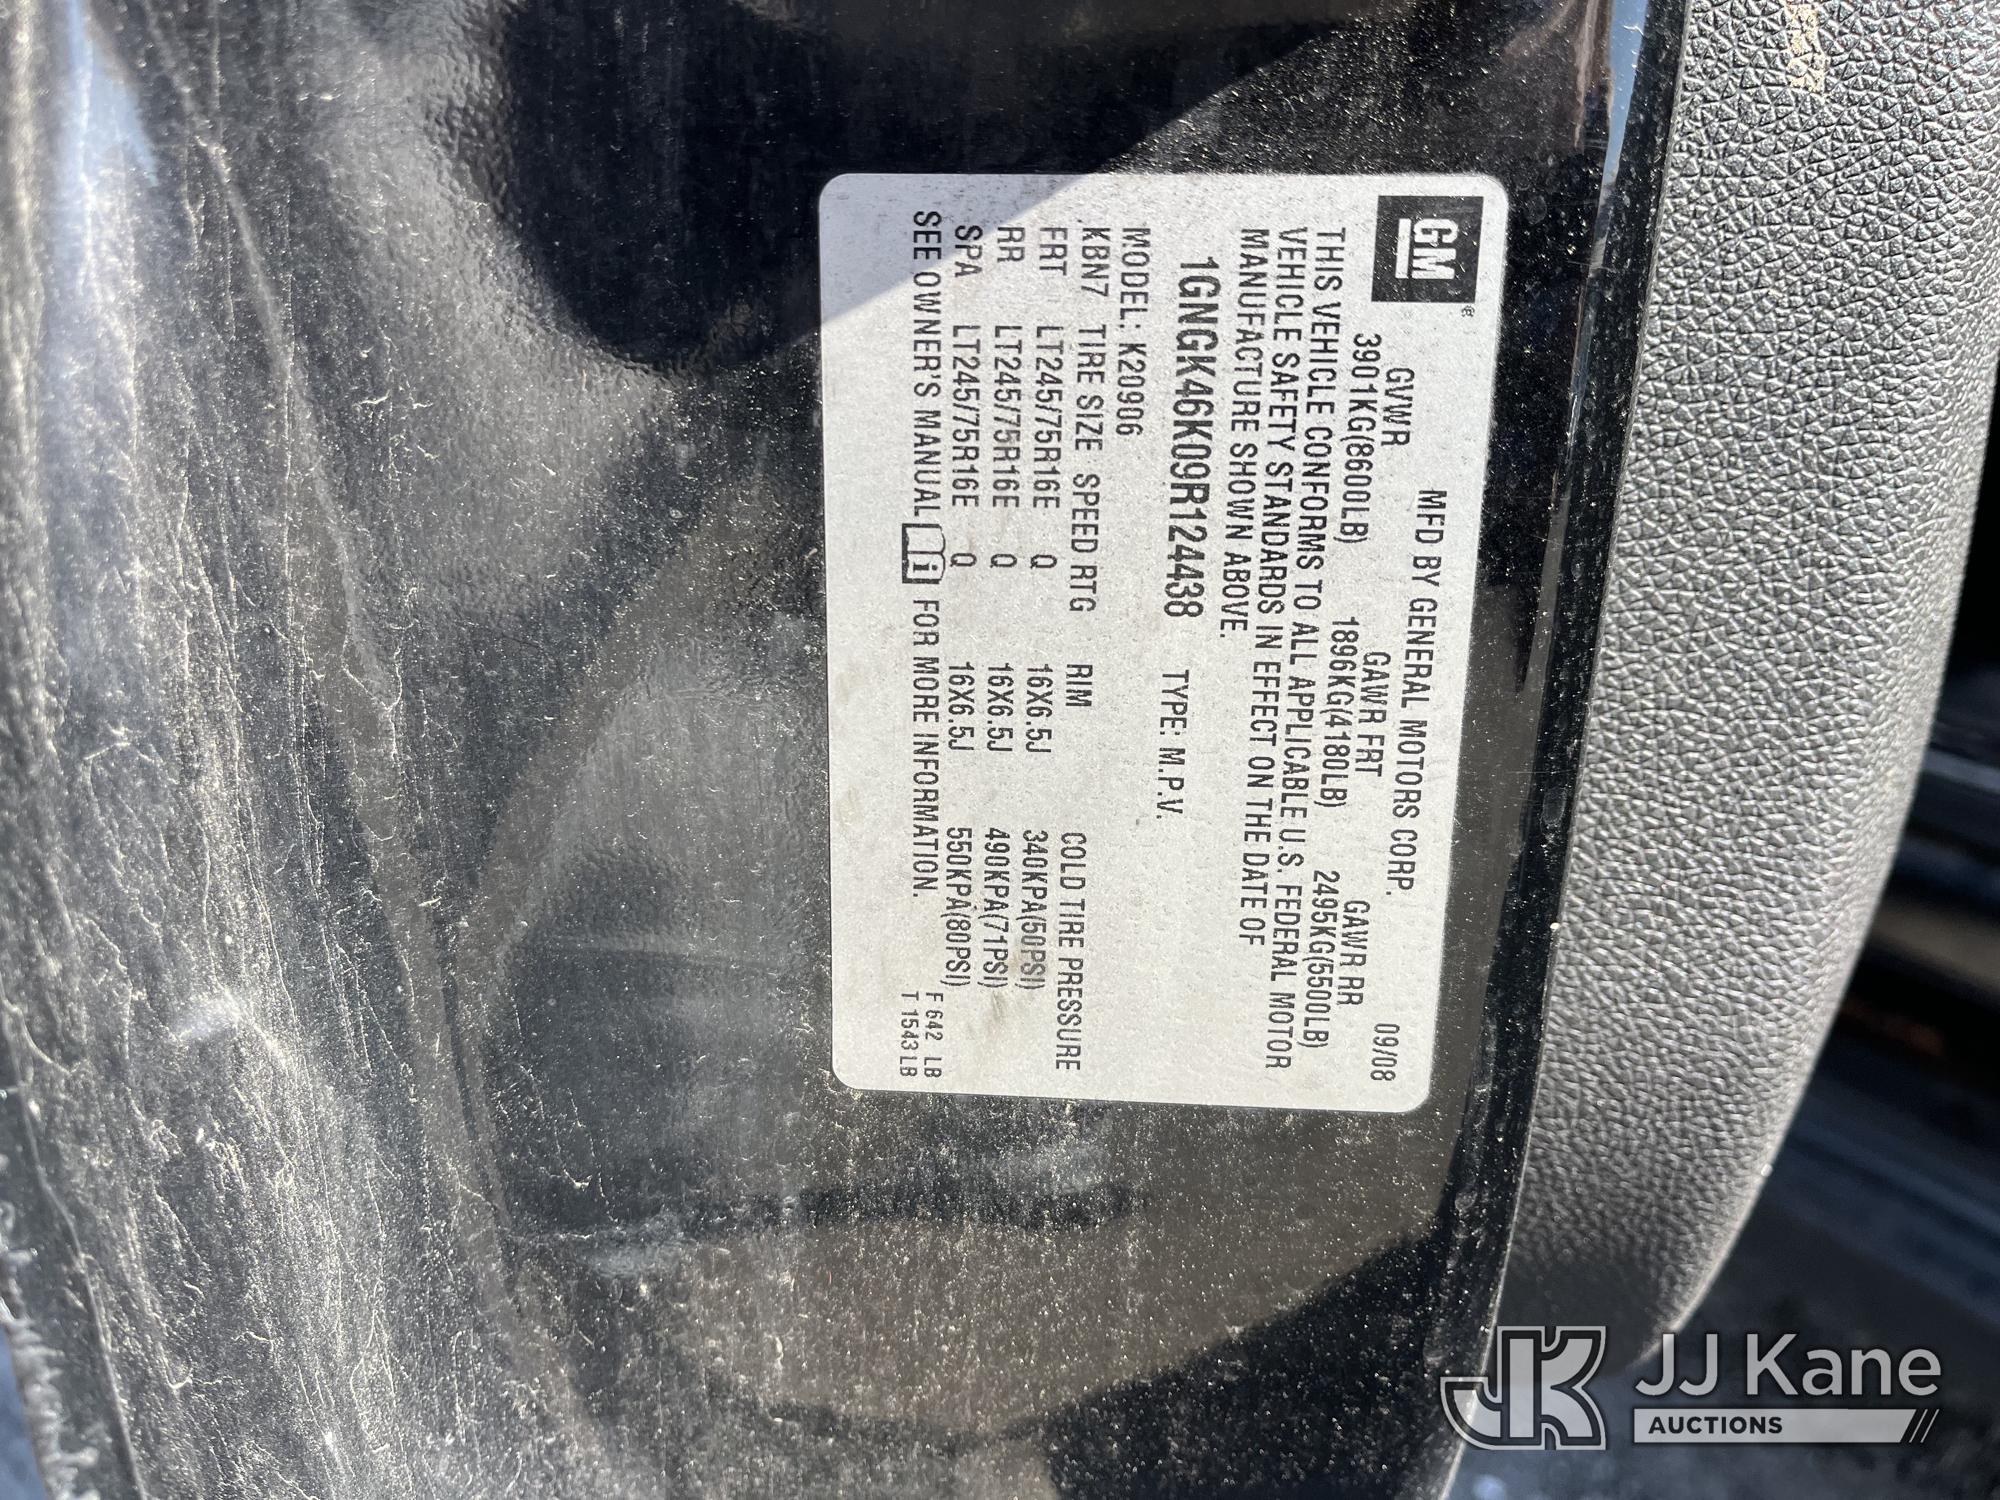 GM®
MFD BY GENERAL MOTORS CORP. 09/08
GVWR GAWR FRT GAWR RR
3901KG(8600LB) 1896KG(4180LB) 2495KG(5500LB)
THIS VEHICLE CONFORMS TO ALL APPLICABLE U.S. FEDERAL MOTOR
VEHICLE SAFETY STANDARDS IN EFFECT ON THE DATE OF
MANUFACTURE SHOWN ABOVE.
1GNGK46K09R124438 TYPE: M.P.V.
MODEL: K20906
KBN7 TIRE SIZE SPEED RTG RIM COLD TIRE PRESSURE
FRT LT245/75R16E Q 16X6.5J 340KPA(50PSI)
RR LT245/75R16E Q 16X6.5J 490KPA(71PSI)
SPA LT245/75R16E Q 16X6.5J 550KPA(80PSI)
SEE OWNER'S MANUAL i FOR MORE INFORMATION.
F 642 LB
T 1543 LB
JK JJ Kane
AUCTIONS